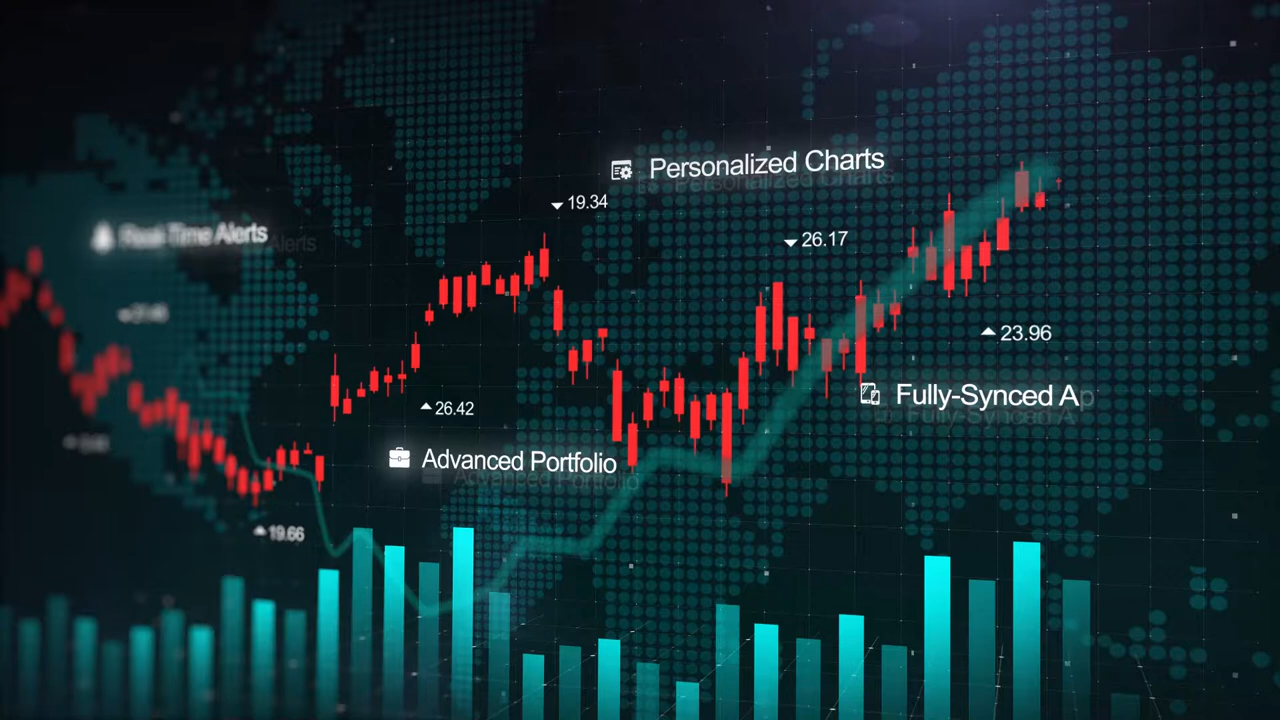 Personalized Charts
19.34
Real-Time Alerts
26.17
23.96
Fully-Synced Ap
26.42
Advanced Portfolio
19.66